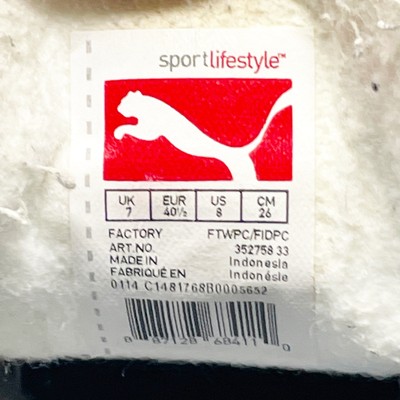 sportlifestyle™
UK EUR US CM
7 40½ 8 26
FACTORY FTWPC/FIDPC
ART.NO. 352758 33
MADE IN Indonesia
FABRIQUÉ EN Indonésie
0114 C1481768B0005652